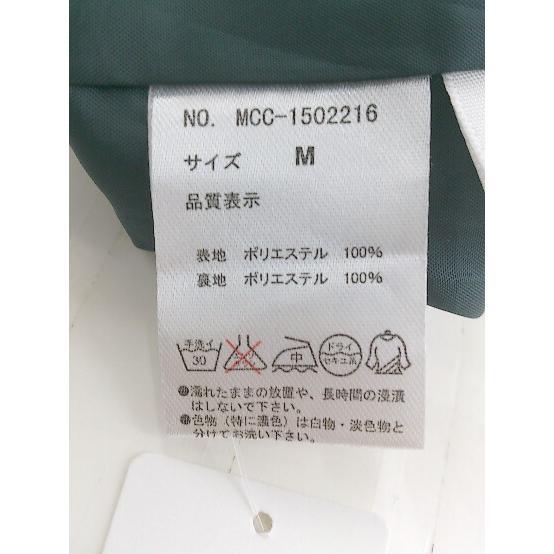 NO. MCC-1502216
サイズ M
品質表示
表地 ポリエステル 100%
裏地 ポリエステル 100%
手洗イ 30 中 ドライ セキユ系
濡れたままの放置や、長時間の浸漬
はしないで下さい。
色物(特に濃色)は白物・淡色物と
分けてお洗い下さい。